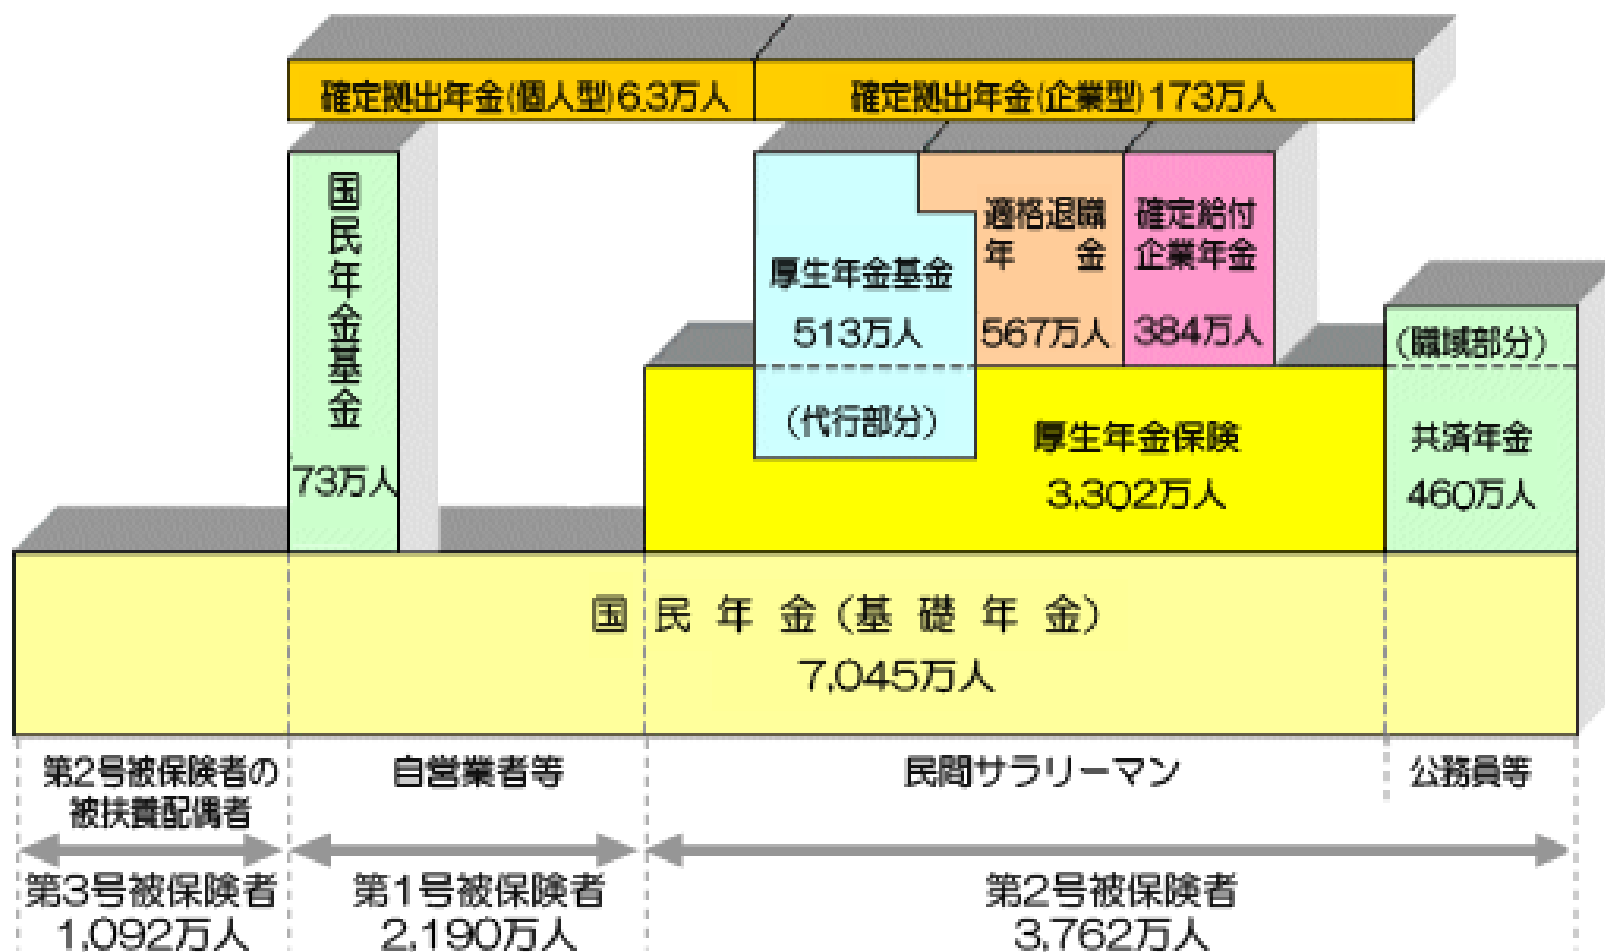 確定拠出年金(個人型)6.3万人
確定拠出年金(企業型)173万人
国民年金基金
73万人
厚生年金基金
513万人
(代行部分)
適格退職
年金
567万人
確定給付
企業年金
384万人
(職域部分)
共済年金
460万人
厚生年金保険
3,302万人
国民年金(基礎年金)
7,045万人
第2号被保険者の
被扶養配偶者
自営業者等
民間サラリーマン
公務員等
第3号被保険者
1,092万人
第1号被保険者
2,190万人
第2号被保険者
3,762万人